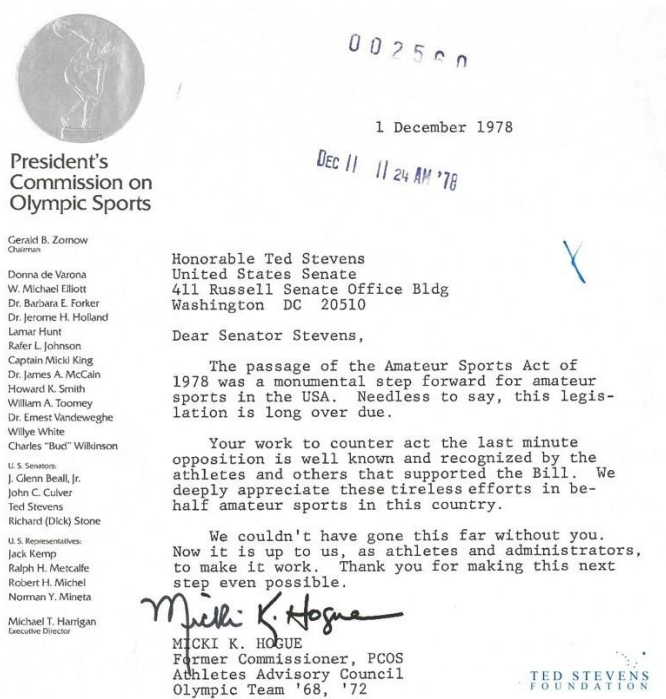 1 December 1978
DEC 11 11 24 AM '78
President's
Commission on
Olympic Sports
Gerald B. Zornow
Chairman
Donna de Varona
W. Michael Elliott
Dr. Barbara E. Forker
Dr. Jerome H. Holland
Lamar Hunt
Rafer L. Johnson
Captain Micki King
Dr. James A. McCain
Howard K. Smith
William A. Toomey
Dr. Ernest Vandeweghe
Willye White
Charles "Bud" Wilkinson
U. S. Senators:
J. Glenn Beall, Jr.
John C. Culver
Ted Stevens
Richard (Dick) Stone
U. S. Representatives:
Jack Kemp
Ralph H. Metcalfe
Robert H. Michel
Norman Y. Mineta
Michael T. Harrigan
Executive Director
Honorable Ted Stevens
United States Senate
411 Russell Senate Office Bldg
Washington DC 20510
Dear Senator Stevens,
The passage of the Amateur Sports Act of
1978 was a monumental step forward for amateur
sports in the USA. Needless to say, this legis-
lation is long over due.
Your work to counter act the last minute
opposition is well known and recognized by the
athletes and others that supported the Bill. We
deeply appreciate these tireless efforts in be-
half amateur sports in this country.
We couldn't have gone this far without you.
Now it is up to us, as athletes and administrators,
to make it work. Thank you for making this next
step even possible.
Micki K. Hogue
MICKI K. HOGUE
Former Commissioner, PCOS
Athletes Advisory Council
Olympic Team '68, '72
TED STEVENS
FOUNDATION